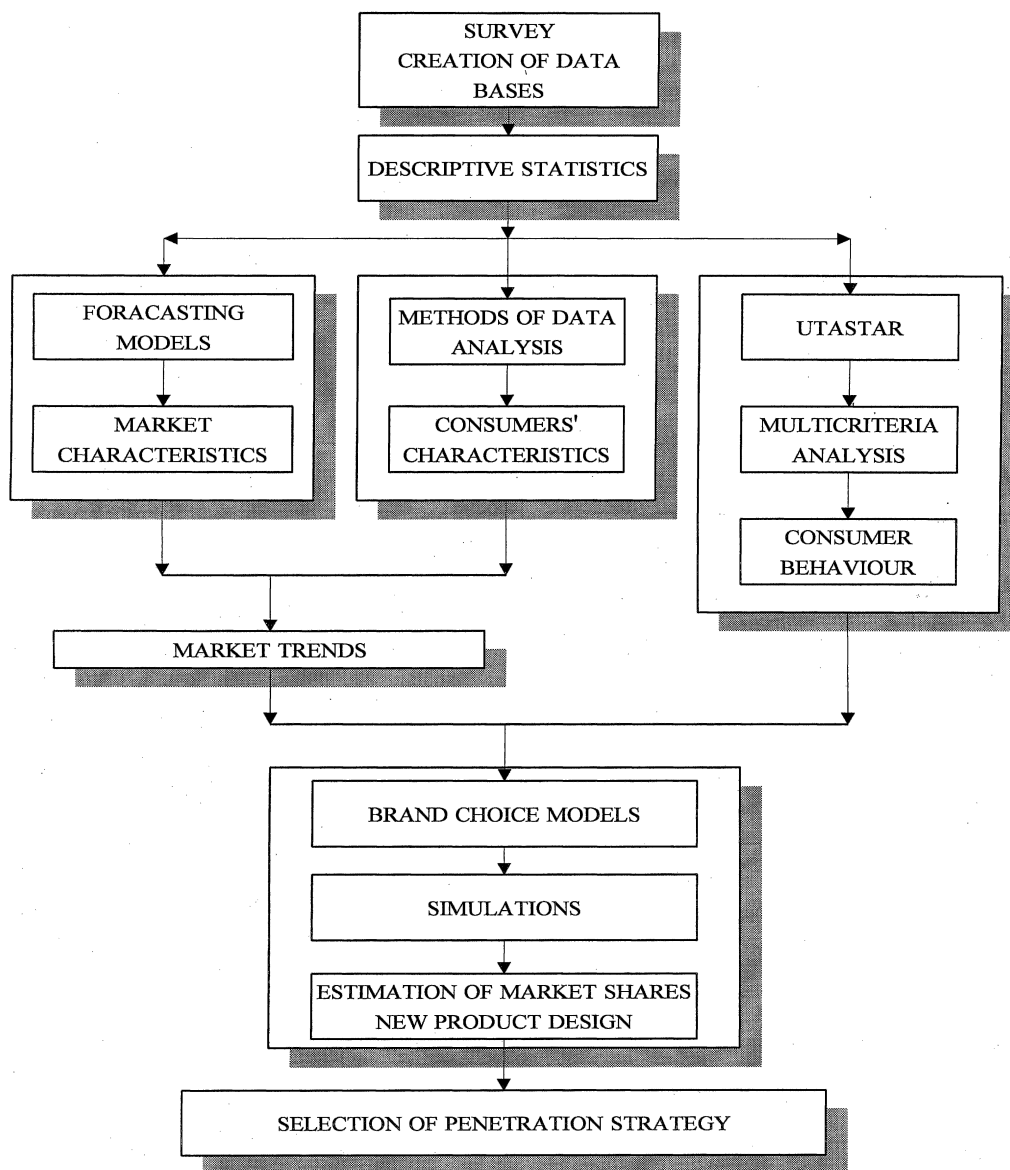 SURVEY
CREATION OF DATA
BASES
DESCRIPTIVE STATISTICS
FORACASTING
MODELS
MARKET
CHARACTERISTICS
METHODS OF DATA
ANALYSIS
CONSUMERS'
CHARACTERISTICS
UTASTAR
MULTICRITERIA
ANALYSIS
CONSUMER
BEHAVIOUR
MARKET TRENDS
BRAND CHOICE MODELS
SIMULATIONS
ESTIMATION OF MARKET SHARES
NEW PRODUCT DESIGN
SELECTION OF PENETRATION STRATEGY